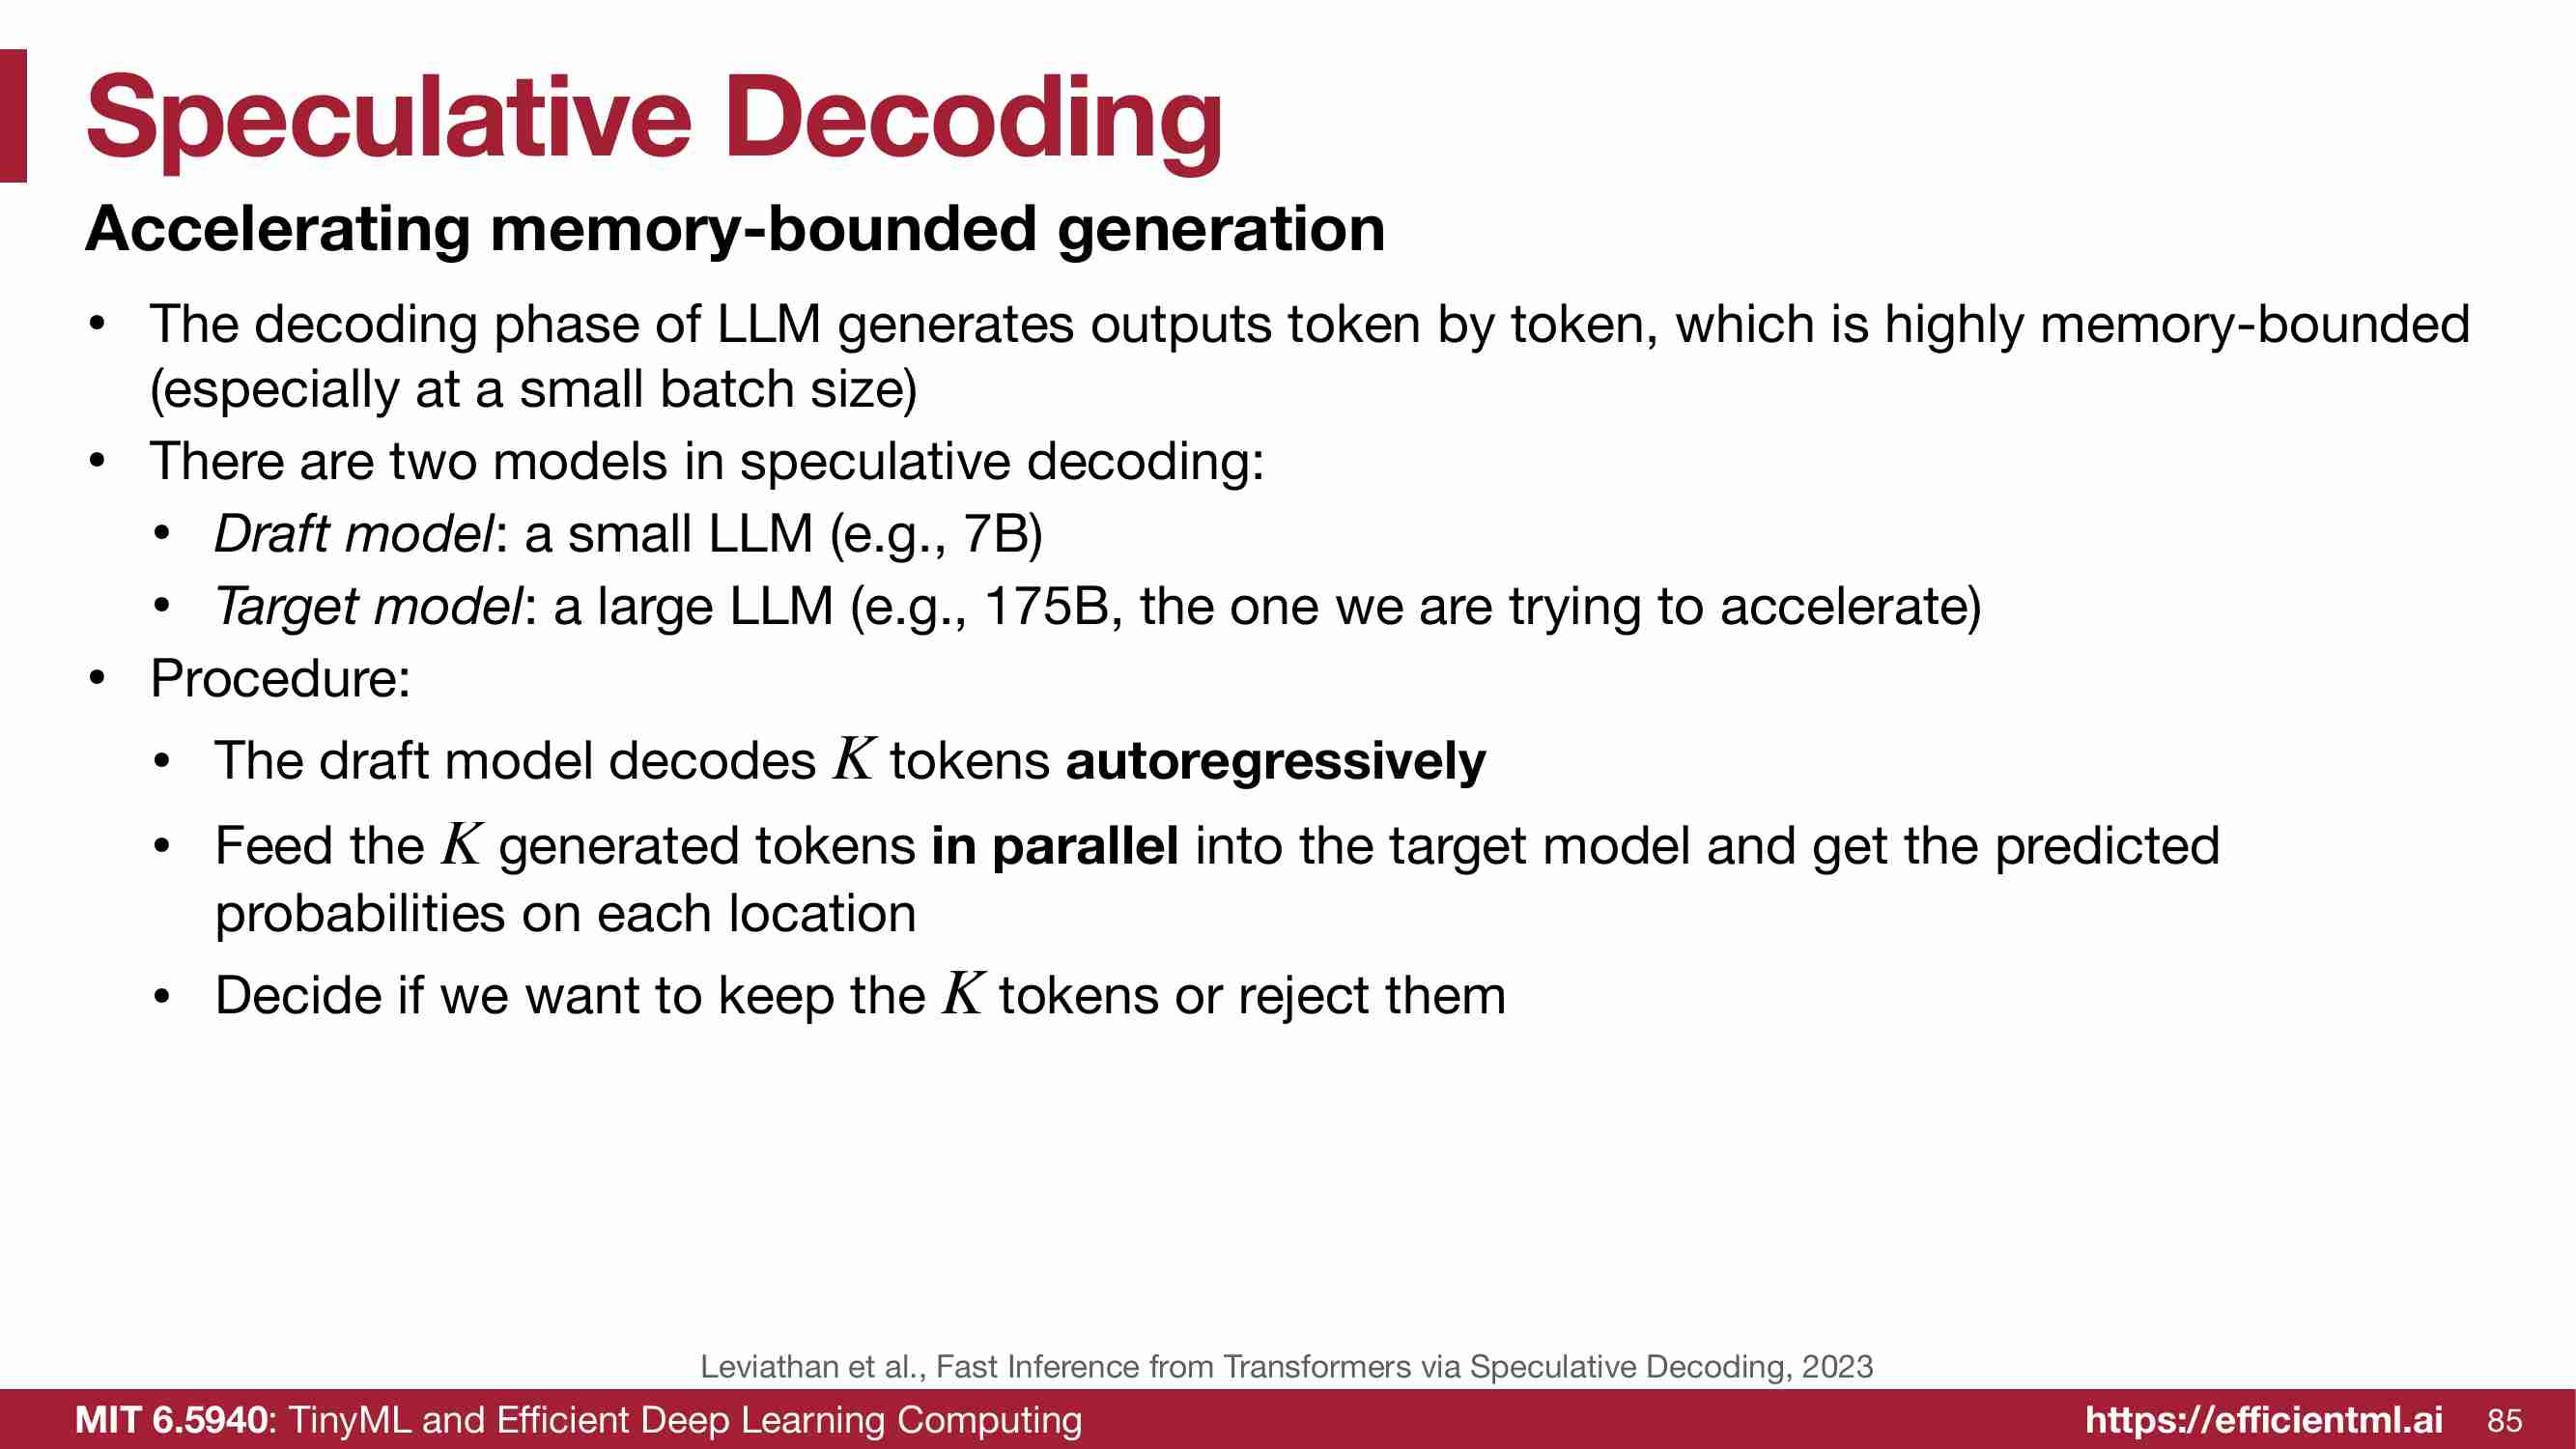 Speculative Decoding
Accelerating memory-bounded generation
• The decoding phase of LLM generates outputs token by token, which is highly memory-bounded
(especially at a small batch size)
• There are two models in speculative decoding:
• Draft model: a small LLM (e.g., 7B)
• Target model: a large LLM (e.g., 175B, the one we are trying to accelerate)
• Procedure:
• The draft model decodes K tokens autoregressively
• Feed the K generated tokens in parallel into the target model and get the predicted
probabilities on each location
• Decide if we want to keep the K tokens or reject them
Leviathan et al., Fast Inference from Transformers via Speculative Decoding, 2023
MIT 6.5940: TinyML and Efficient Deep Learning Computing https://efficientml.ai 85